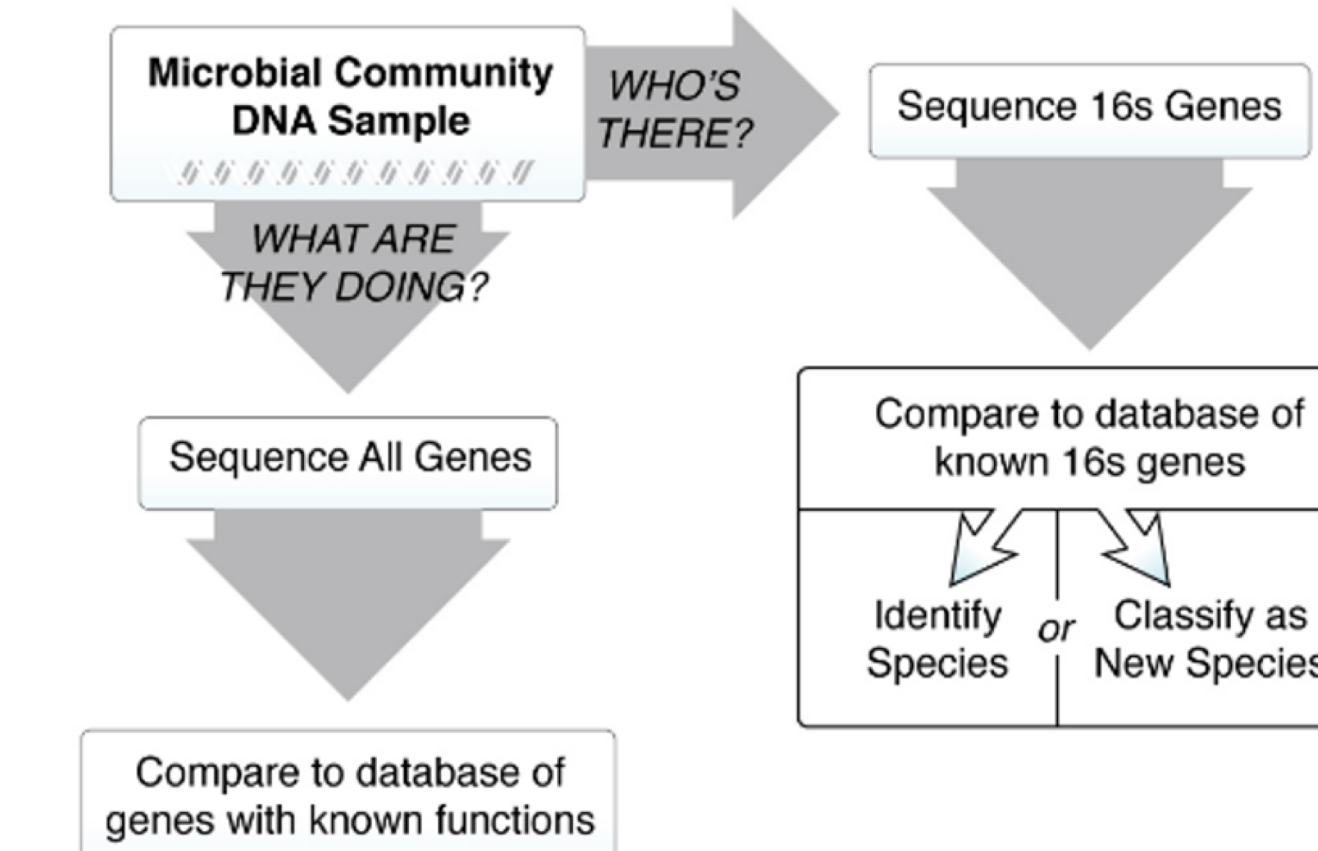 Microbial Community
DNA Sample
WHO'S
THERE?
Sequence 16s Genes
WHAT ARE
THEY DOING?
Sequence All Genes
Compare to database of
known 16s genes
Identify
Species
or
Classify as
New Species
Compare to database of
genes with known functions